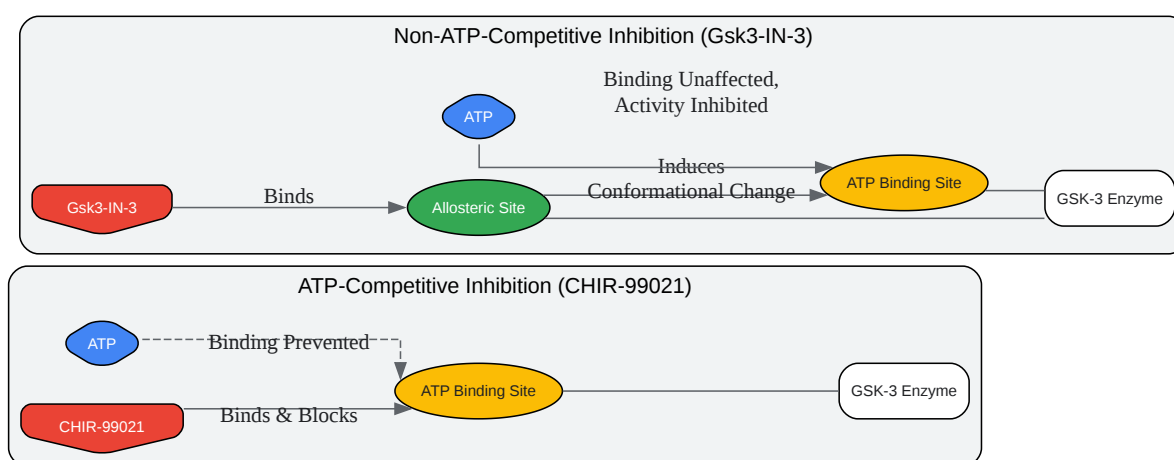 Non-ATP-Competitive Inhibition (Gsk3-IN-3)
Binding Unaffected,
Activity Inhibited
ATP
Induces
Conformational Change
ATP Binding Site
Gsk3-IN-3
Binds
Allosteric Site
GSK-3 Enzyme
ATP-Competitive Inhibition (CHIR-99021)
ATP
Binding Prevented
ATP Binding Site
GSK-3 Enzyme
Binds & Blocks
CHIR-99021